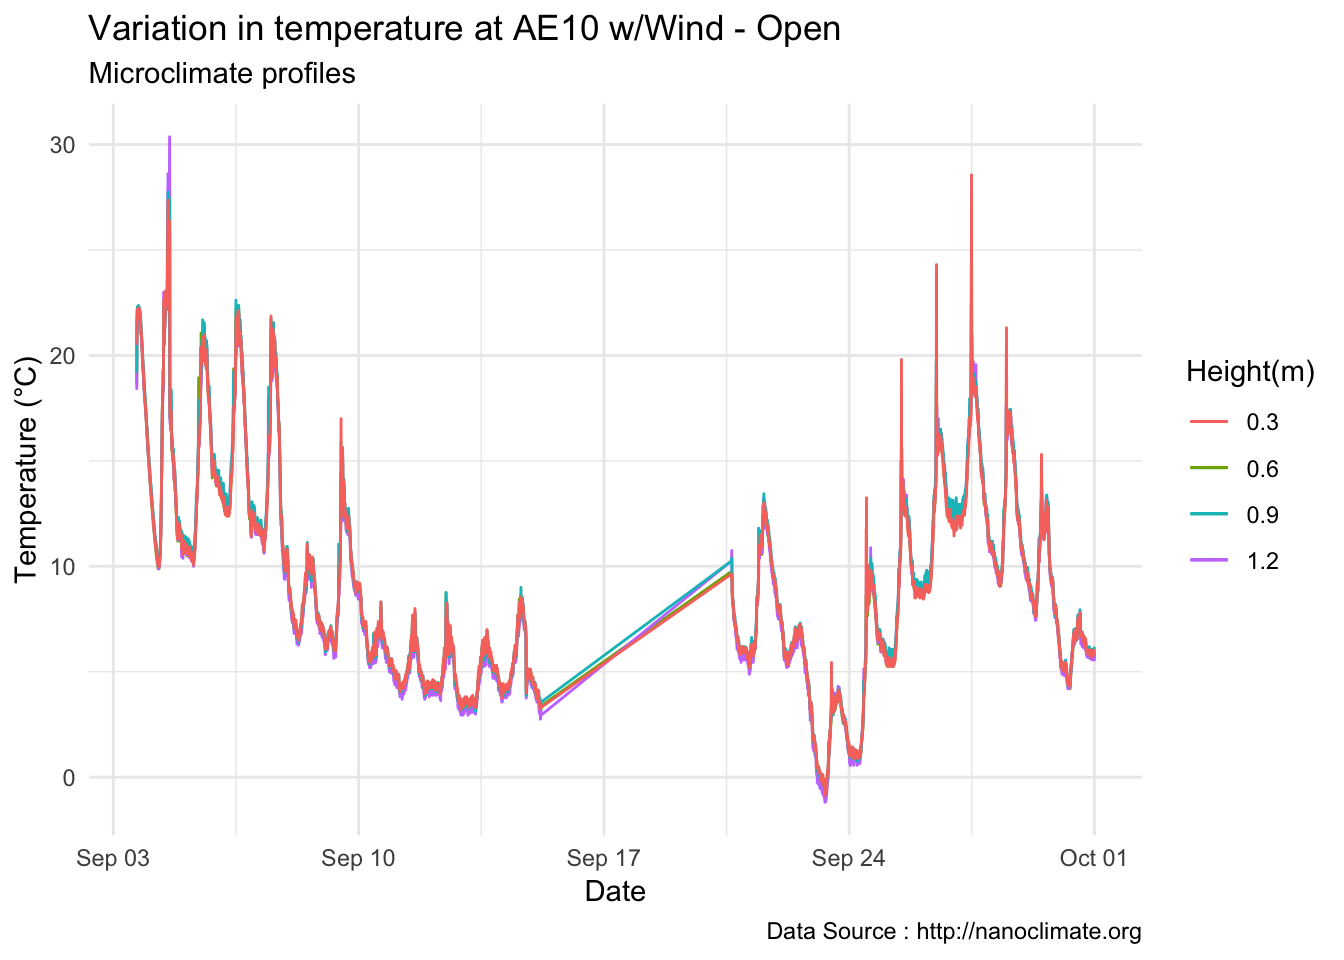 Variation in temperature at AE10 w/Wind - Open
Microclimate profiles
30
20
10
0
Temperature (°C)
Sep 03 Sep 10 Sep 17 Sep 24 Oct 01
Date
Height(m)
0.3
0.6
0.9
1.2
Data Source : http://nanoclimate.org